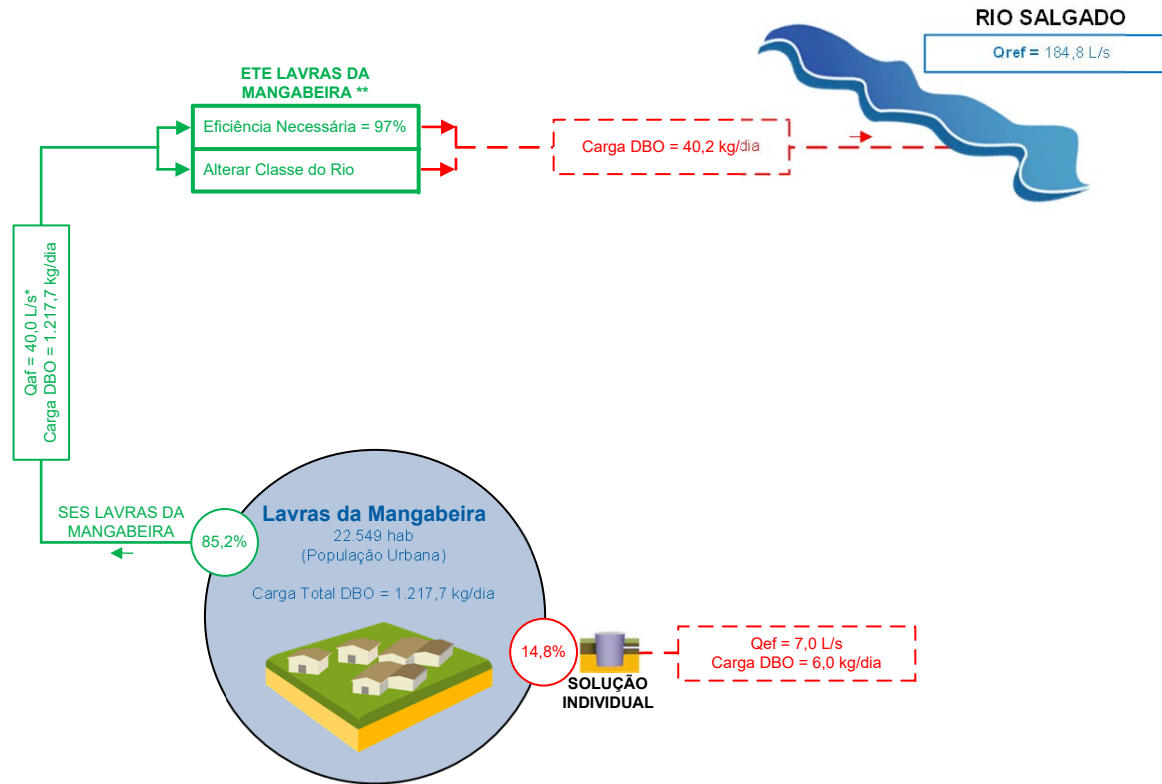 RIO SALGADO
Qref = 184,8 L/s
ETE LAVRAS DA
MANGABEIRA **
Eficiência Necessária = 97%
Alterar Classe do Rio
Carga DBO = 40,2 kg/dia
Qaf = 40,0 L/s*
Carga DBO = 1.217,7 kg/dia
SES LAVRAS DA
MANGABEIRA
85,2%
Lavras da Mangabeira
22.549 hab
(População Urbana)
Carga Total DBO = 1.217,7 kg/dia
14,8%
SOLUÇÃO
INDIVIDUAL
Qef = 7,0 L/s
Carga DBO = 6,0 kg/dia